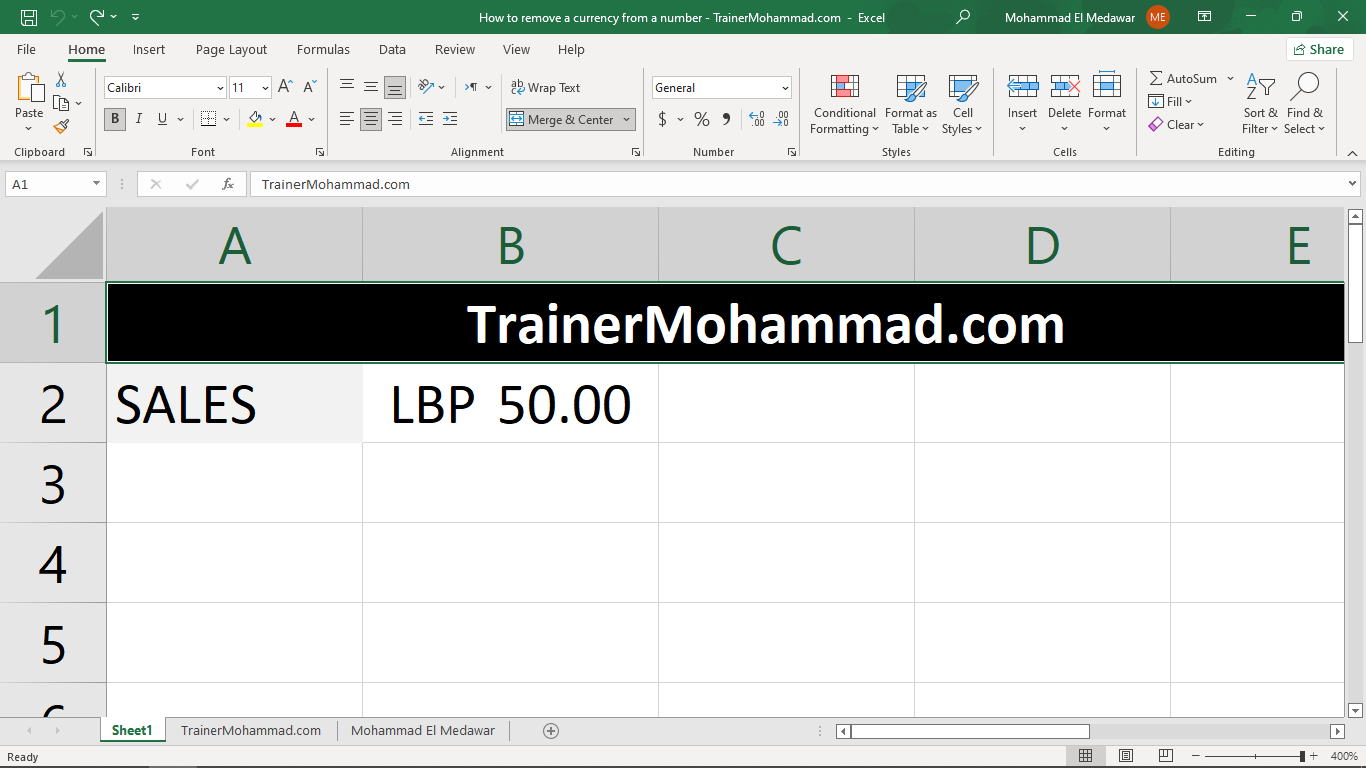 How to remove a currency from a number - TrainerMohammad.com - Excel
Mohammad El Medawar ME
File Home Insert Page Layout Formulas Data Review View Help Share
Calibri 11 Wrap Text General AutoSum
Paste Conditional Formatting Format as Table Cell Styles Insert Delete Format Fill Sort & Filter Find & Select
B I U Merge & Center $ % Clear
Clipboard Font Alignment Number Styles Cells Editing
A1 fx TrainerMohammad.com
A B C D E
1 TrainerMohammad.com
2 SALES LBP 50.00
3
4
5
6
Sheet1 TrainerMohammad.com Mohammad El Medawar
Ready 400%